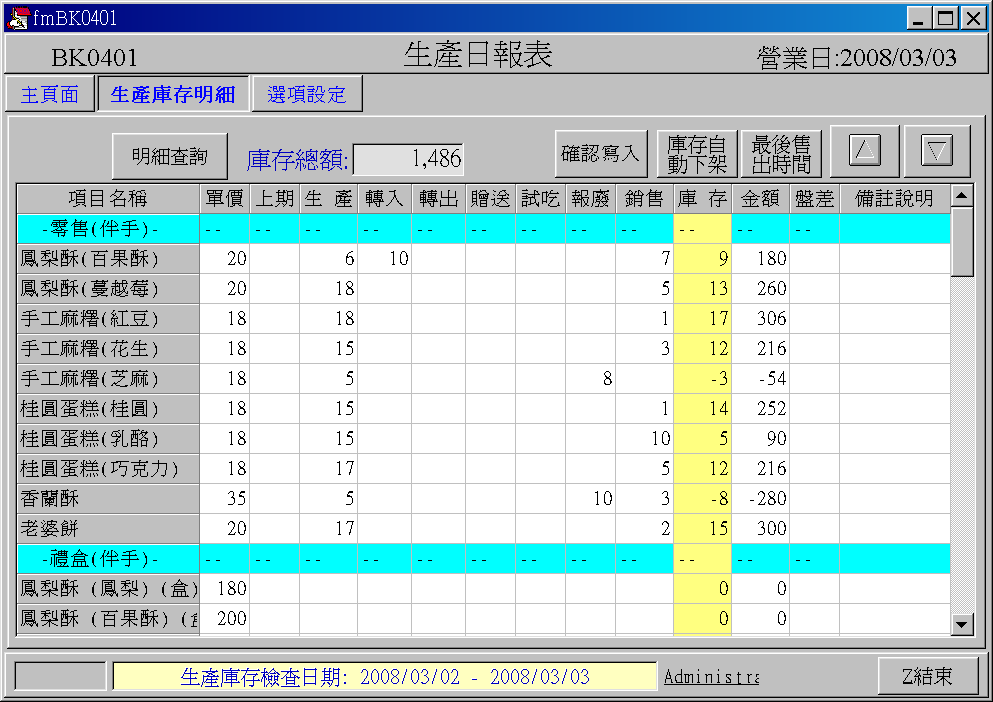 fmBK0401
BK0401 生產日報表 營業日:2008/03/03
主頁面 生產庫存明細 選項設定
明細查詢 庫存總額: 1,486 確認寫入 庫存自動下架 最後售出時間
項目名稱 單價 上期 生 產 轉入 轉出 贈送 試吃 報廢 銷售 庫 存 金額 盤差 備註說明
-零售(伴手)- -- -- -- -- -- -- -- -- -- -- -- --
鳳梨酥(百果酥) 20 6 10 7 9 180
鳳梨酥(蔓越莓) 20 18 5 13 260
手工麻糬(紅豆) 18 18 1 17 306
手工麻糬(花生) 18 15 3 12 216
手工麻糬(芝麻) 18 5 8 -3 -54
桂圓蛋糕(桂圓) 18 15 1 14 252
桂圓蛋糕(乳酪) 18 15 10 5 90
桂圓蛋糕(巧克力) 18 17 5 12 216
香蘭酥 35 5 10 3 -8 -280
老婆餅 20 17 2 15 300
-禮盒(伴手)- -- -- -- -- -- -- -- -- -- -- -- --
鳳梨酥 (鳳梨) (盒) 180 0 0
鳳梨酥 (百果酥) ( 200 0 0
生產庫存檢查日期: 2008/03/02 - 2008/03/03 Administra Z結束